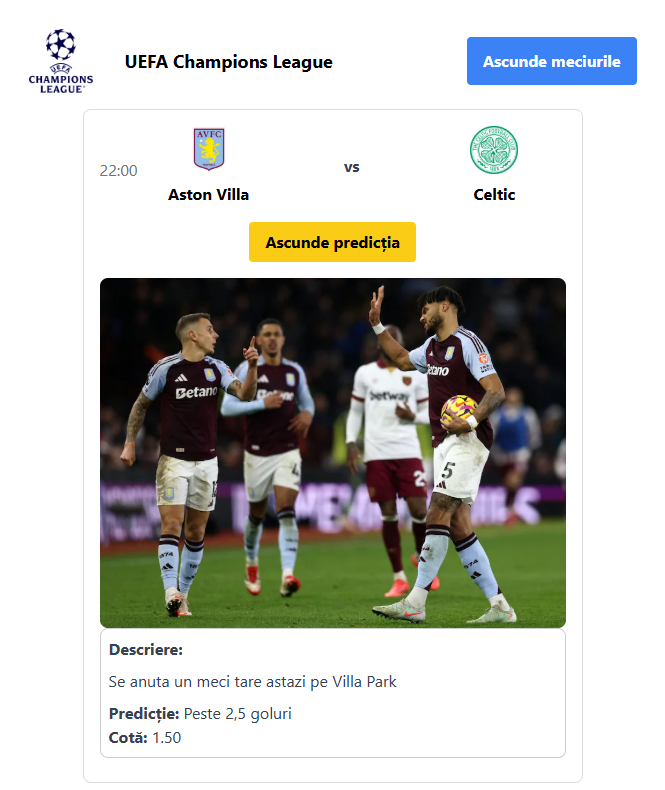 UEFA
CHAMPIONS
LEAGUE
UEFA Champions League
Ascunde meciurile
22:00
AVFC
vs
Aston Villa
Celtic
Ascunde predicția
Betano
betway
Betano
5
2
Descriere:
Se anuta un meci tare astazi pe Villa Park
Predicție: Peste 2,5 goluri
Cotă: 1.50